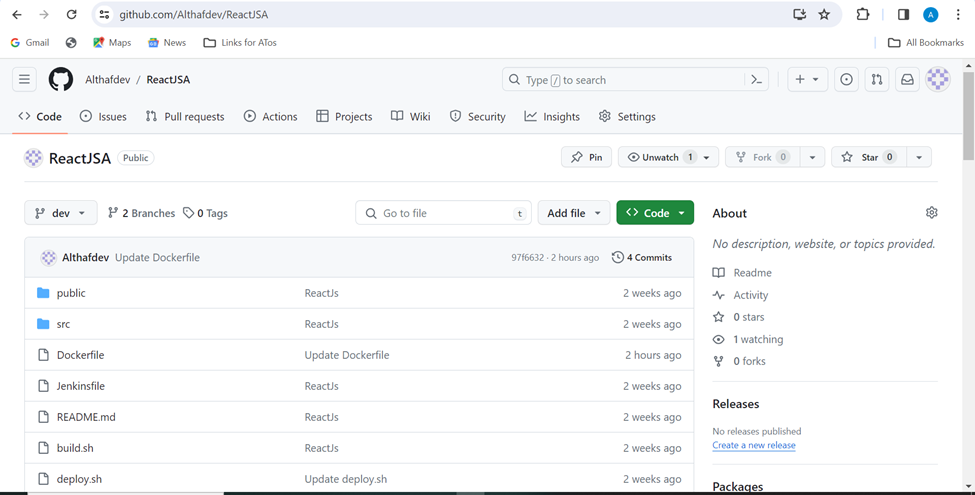 github.com/Althafdev/ReactJSA
A
Gmail Maps News Links for ATos All Bookmarks
Althafdev / ReactJSA Type / to search
Code Issues Pull requests Actions Projects Wiki Security Insights Settings
ReactJSA Public Pin Unwatch 1 Fork 0 Star 0
dev 2 Branches 0 Tags Go to file t Add file Code
About
No description, website, or topics provided.
Althafdev Update Dockerfile 97f6632 · 2 hours ago 4 Commits
public ReactJs 2 weeks ago
src ReactJs 2 weeks ago
Dockerfile Update Dockerfile 2 hours ago
Jenkinsfile ReactJs 2 weeks ago
README.md ReactJs 2 weeks ago
build.sh ReactJs 2 weeks ago
deploy.sh Update deploy.sh 2 weeks ago
Readme
Activity
0 stars
1 watching
0 forks
Releases
No releases published
Create a new release
Packages